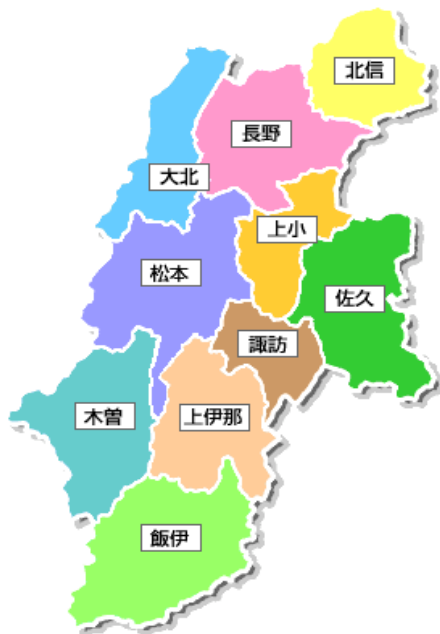 北信
長野
大北
上小
松本
佐久
諏訪
木曽
上伊那
飯伊